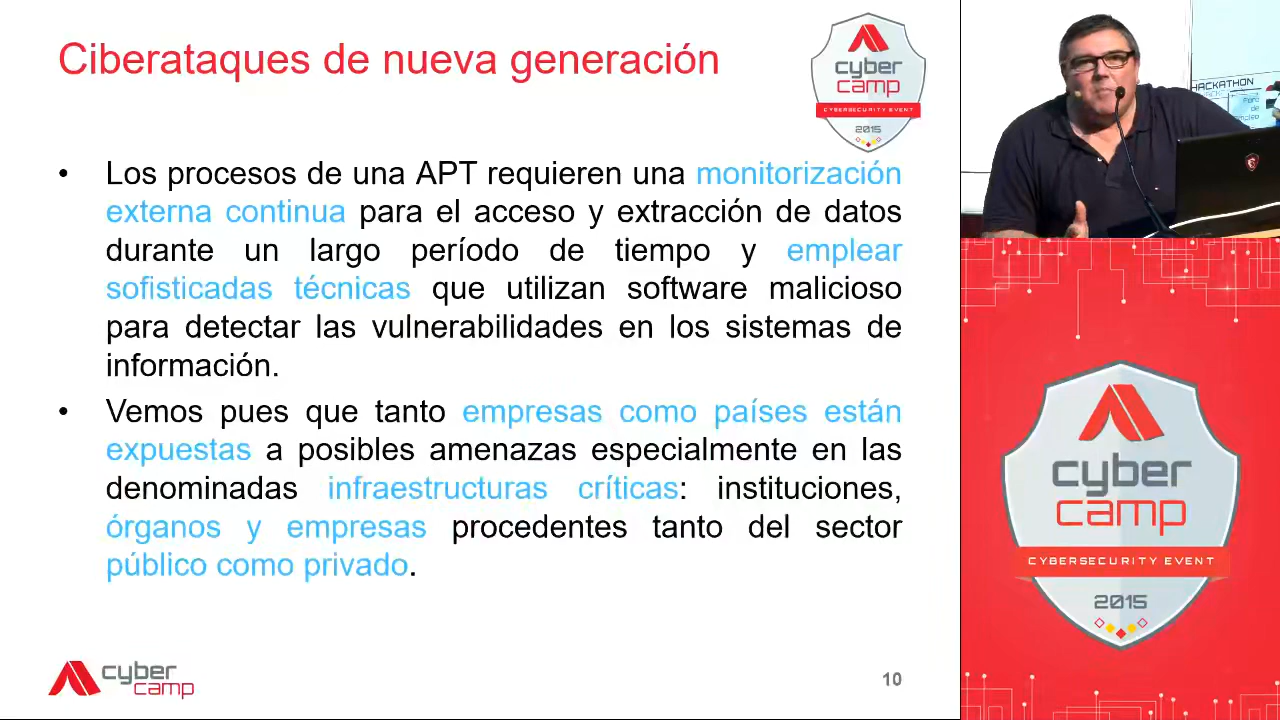 Ciberataques de nueva generación
cyber
camp
CYBERSECURITY EVENT
2015
• Los procesos de una APT requieren una monitorización
externa continua para el acceso y extracción de datos
durante un largo período de tiempo y emplear
sofisticadas técnicas que utilizan software malicioso
para detectar las vulnerabilidades en los sistemas de
información.
• Vemos pues que tanto empresas como países están
expuestas a posibles amenazas especialmente en las
denominadas infraestructuras críticas: instituciones,
órganos y empresas procedentes tanto del sector
público como privado.
cyber
camp
10
HACKATHON
Foro
de
cyber
camp
CYBERSECURITY EVENT
2015